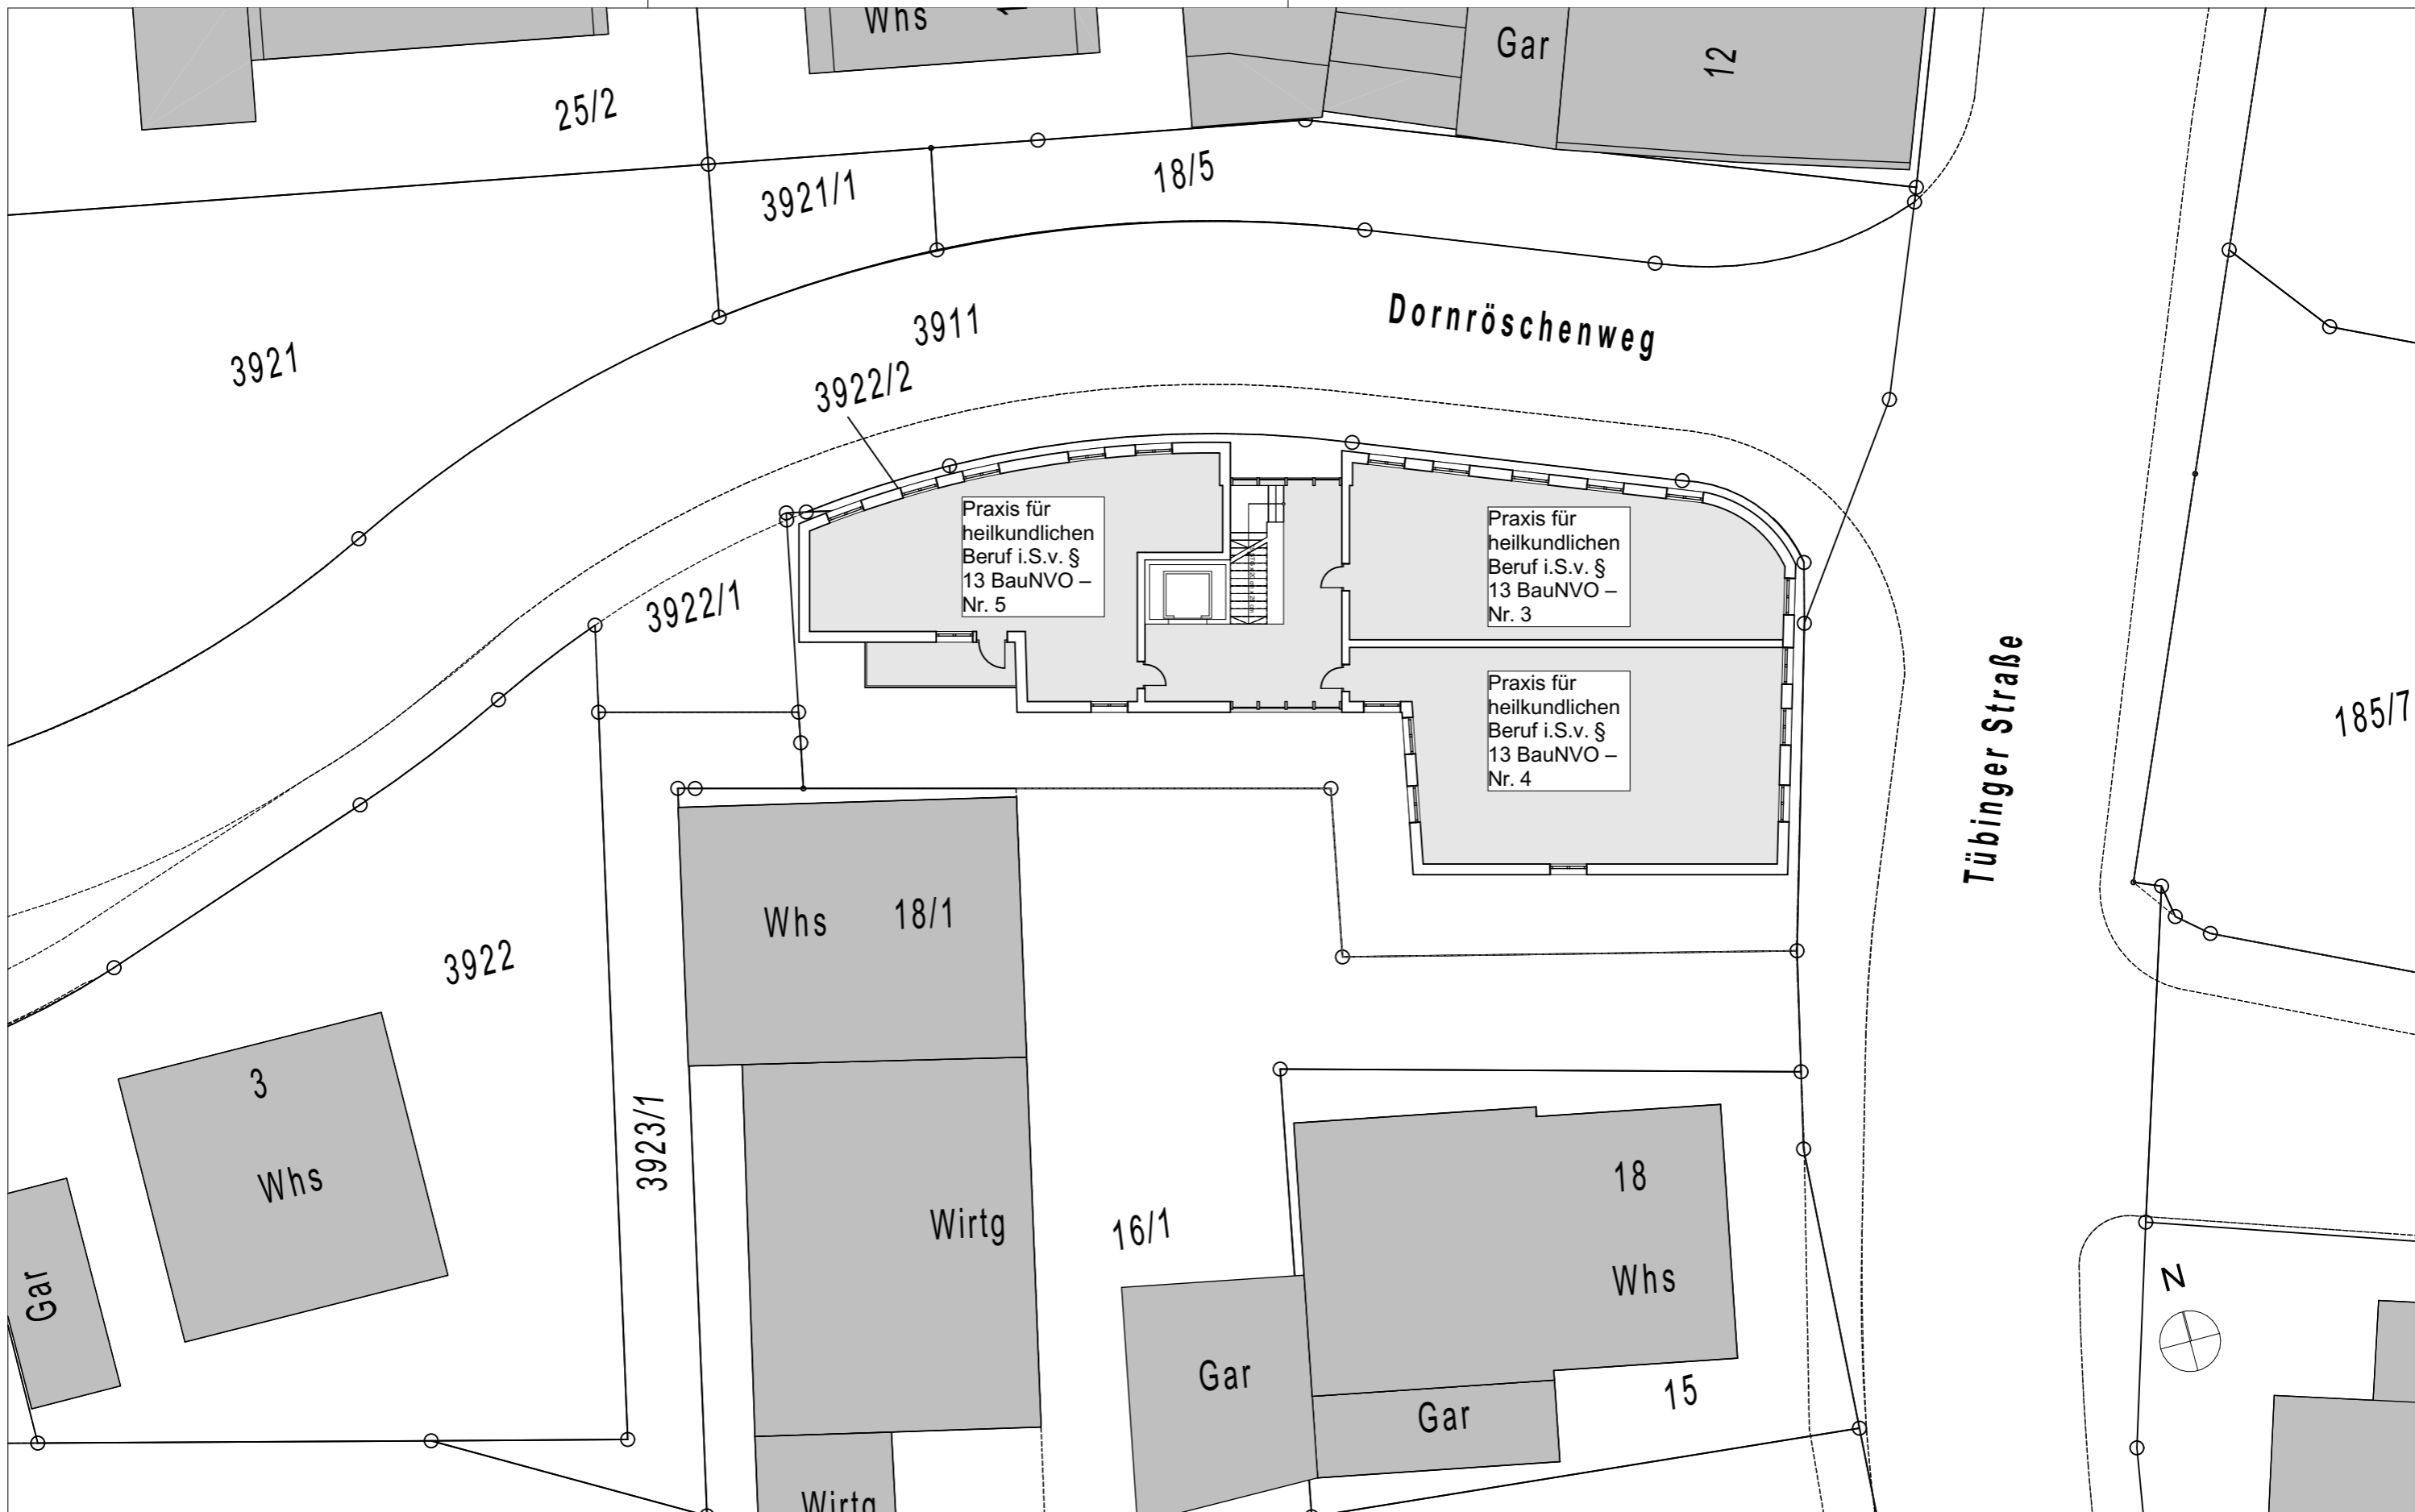 Whs
Gar
12
25/2
3921/1
18/5
3921
3911
Dornröschenweg
3922/2
Praxis für
heilkundlichen
Beruf i.S.v. §
13 BauNVO –
Nr. 5
Praxis für
heilkundlichen
Beruf i.S.v. §
13 BauNVO –
Nr. 3
3922/1
Praxis für
heilkundlichen
Beruf i.S.v. §
13 BauNVO –
Nr. 4
Tübinger Straße
185/7
Whs
18/1
3922
3
Whs
3923/1
Wirtg
16/1
18
Whs
N
Gar
Gar
Gar
15
Wirtg